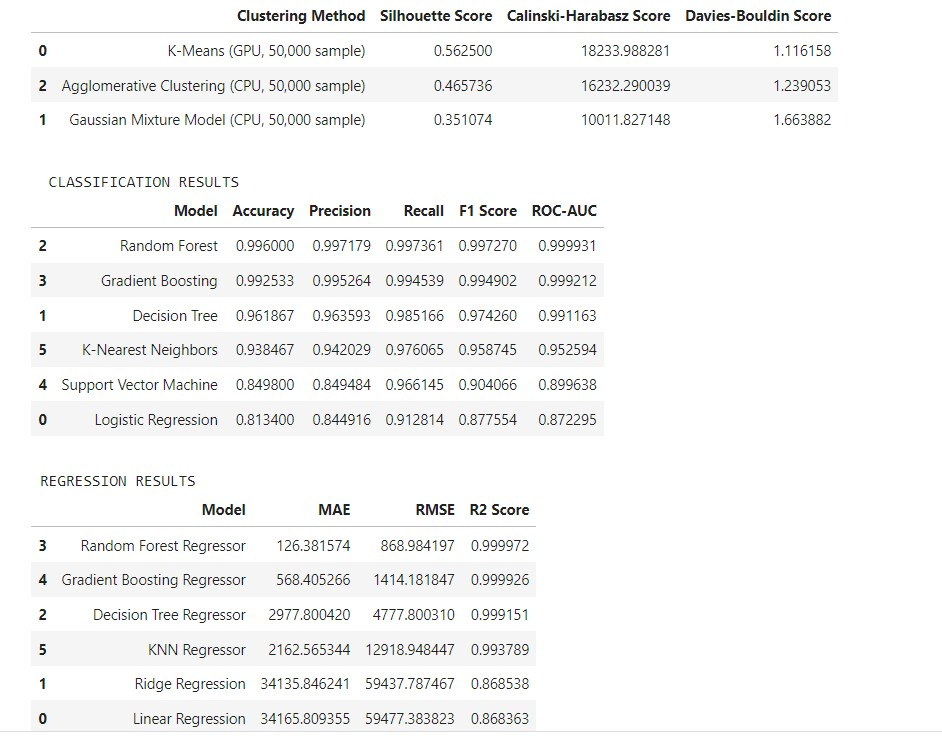 Clustering Method Silhouette Score Calinski-Harabasz Score Davies-Bouldin Score
0 K-Means (GPU, 50,000 sample) 0.562500 18233.988281 1.116158
2 Agglomerative Clustering (CPU, 50,000 sample) 0.465736 16232.290039 1.239053
1 Gaussian Mixture Model (CPU, 50,000 sample) 0.351074 10011.827148 1.663882
CLASSIFICATION RESULTS
Model Accuracy Precision Recall F1 Score ROC-AUC
2 Random Forest 0.996000 0.997179 0.997361 0.997270 0.999931
3 Gradient Boosting 0.992533 0.995264 0.994539 0.994902 0.999212
1 Decision Tree 0.961867 0.963593 0.985166 0.974260 0.991163
5 K-Nearest Neighbors 0.938467 0.942029 0.976065 0.958745 0.952594
4 Support Vector Machine 0.849800 0.849484 0.966145 0.904066 0.899638
0 Logistic Regression 0.813400 0.844916 0.912814 0.877554 0.872295
REGRESSION RESULTS
Model MAE RMSE R2 Score
3 Random Forest Regressor 126.381574 868.984197 0.999972
4 Gradient Boosting Regressor 568.405266 1414.181847 0.999926
2 Decision Tree Regressor 2977.800420 4777.800310 0.999151
5 KNN Regressor 2162.565344 12918.948447 0.993789
1 Ridge Regression 34135.846241 59437.787467 0.868538
0 Linear Regression 34165.809355 59477.383823 0.868363